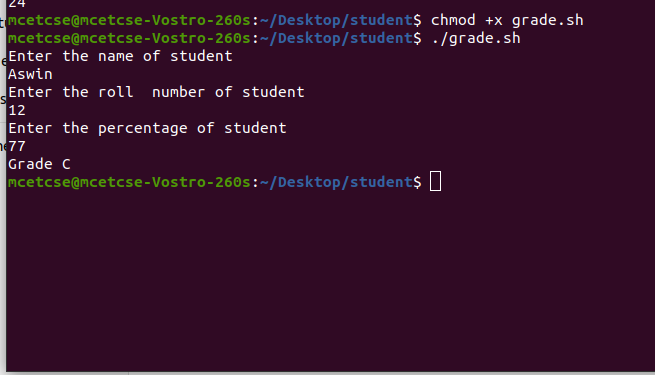 24
mcetcse@mcetcse-Vostro-260s:~/Desktop/student$ chmod +x grade.sh
mcetcse@mcetcse-Vostro-260s:~/Desktop/student$ ./grade.sh
Enter the name of student
Aswin
Enter the roll  number of student
12
Enter the percentage of student
77
Grade C
mcetcse@mcetcse-Vostro-260s:~/Desktop/student$